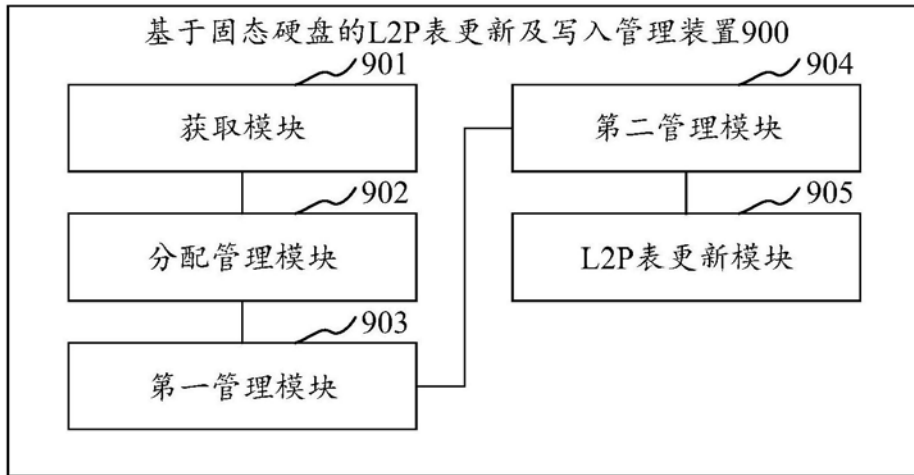 基于固态硬盘的L2P表更新及写入管理装置900
901
获取模块
902
分配管理模块
903
第一管理模块
904
第二管理模块
905
L2P表更新模块